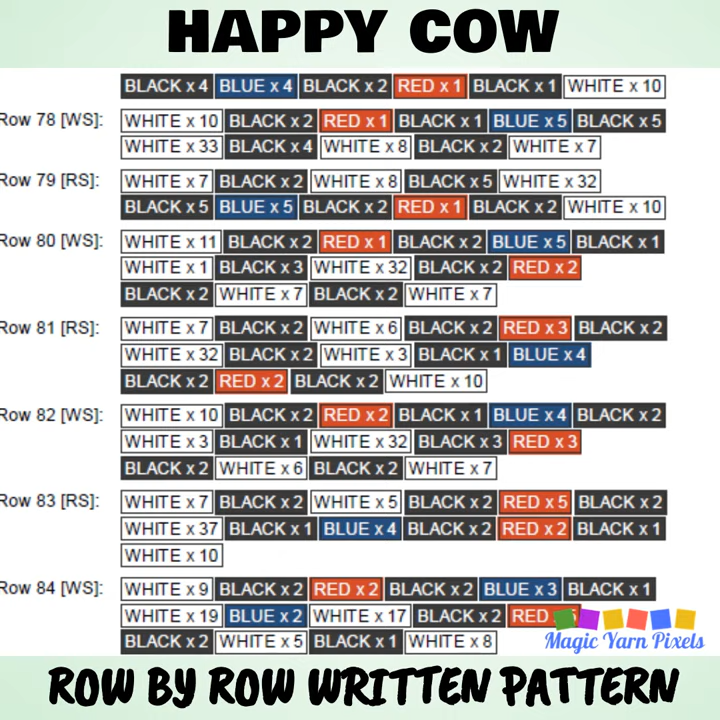 HAPPY COW
BLACK x 4 BLUE x 4 BLACK x 2 RED x 1 BLACK x 1 WHITE x 10
Row 78 [WS]: WHITE x 10 BLACK x 2 RED x 1 BLACK x 1 BLUE x 5 BLACK x 5
WHITE x 33 BLACK x 4 WHITE x 8 BLACK x 2 WHITE x 7
Row 79 [RS]: WHITE x 7 BLACK x 2 WHITE x 8 BLACK x 5 WHITE x 32
BLACK x 5 BLUE x 5 BLACK x 2 RED x 1 BLACK x 2 WHITE x 10
Row 80 [WS]: WHITE x 11 BLACK x 2 RED x 1 BLACK x 2 BLUE x 5 BLACK x 1
WHITE x 1 BLACK x 3 WHITE x 32 BLACK x 2 RED x 2
BLACK x 2 WHITE x 7 BLACK x 2 WHITE x 7
Row 81 [RS]: WHITE x 7 BLACK x 2 WHITE x 6 BLACK x 2 RED x 3 BLACK x 2
WHITE x 32 BLACK x 2 WHITE x 3 BLACK x 1 BLUE x 4
BLACK x 2 RED x 2 BLACK x 2 WHITE x 10
Row 82 [WS]: WHITE x 10 BLACK x 2 RED x 2 BLACK x 1 BLUE x 4 BLACK x 2
WHITE x 3 BLACK x 1 WHITE x 32 BLACK x 3 RED x 3
BLACK x 2 WHITE x 6 BLACK x 2 WHITE x 7
Row 83 [RS]: WHITE x 7 BLACK x 2 WHITE x 5 BLACK x 2 RED x 5 BLACK x 2
WHITE x 37 BLACK x 1 BLUE x 4 BLACK x 2 RED x 2 BLACK x 1
WHITE x 10
Row 84 [WS]: WHITE x 9 BLACK x 2 RED x 2 BLACK x 2 BLUE x 3 BLACK x 1
WHITE x 19 BLUE x 2 WHITE x 17 BLACK x 2 RED
Magic Yarn Pixels
BLACK x 2 WHITE x 5 BLACK x 1 WHITE x 8
ROW BY ROW WRITTEN PATTERN